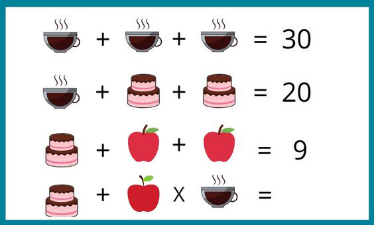 + + = 30
+ + = 20
+ + = 9
+ X =